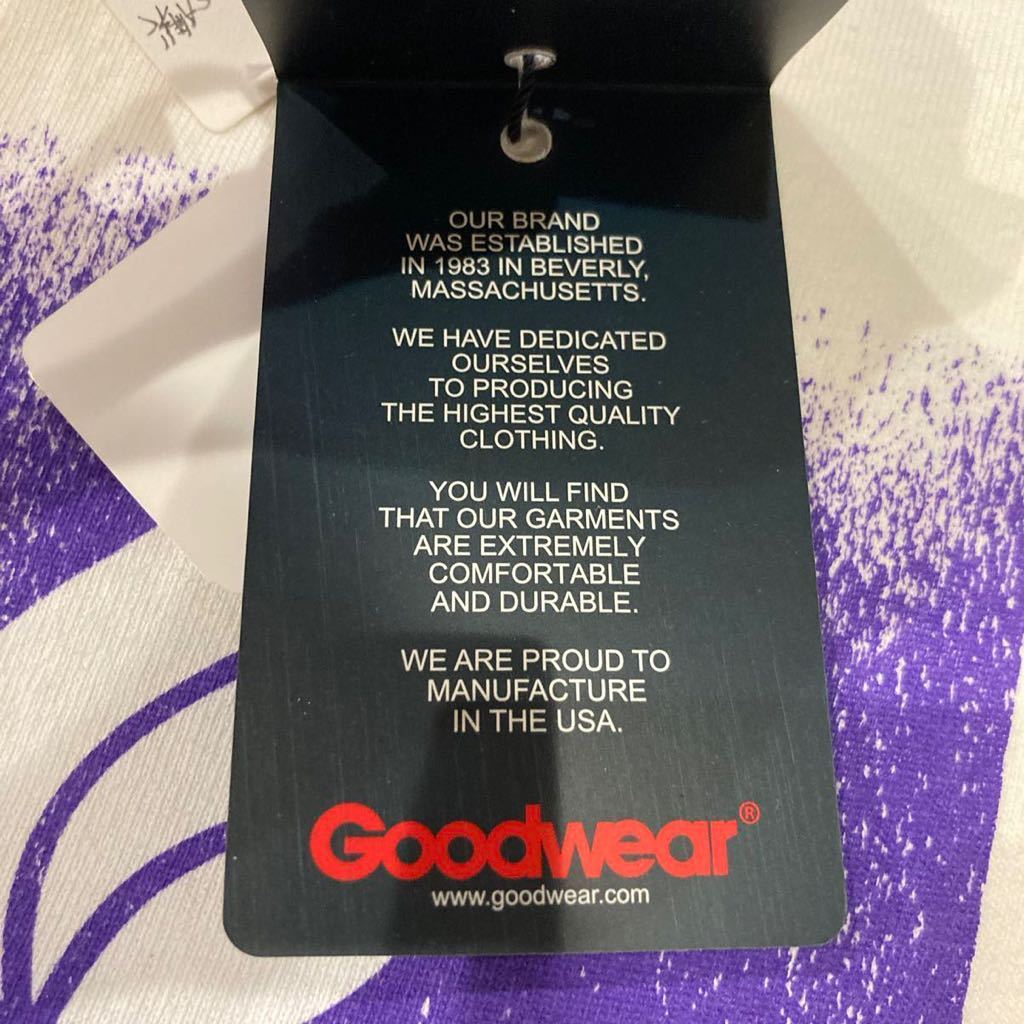 OUR BRAND
WAS ESTABLISHED
IN 1983 IN BEVERLY,
MASSACHUSETTS.
WE HAVE DEDICATED
OURSELVES
TO PRODUCING
THE HIGHEST QUALITY
CLOTHING.
YOU WILL FIND
THAT OUR GARMENTS
ARE EXTREMELY
COMFORTABLE
AND DURABLE.
WE ARE PROUD TO
MANUFACTURE
IN THE USA.
Goodwear®
www.goodwear.com